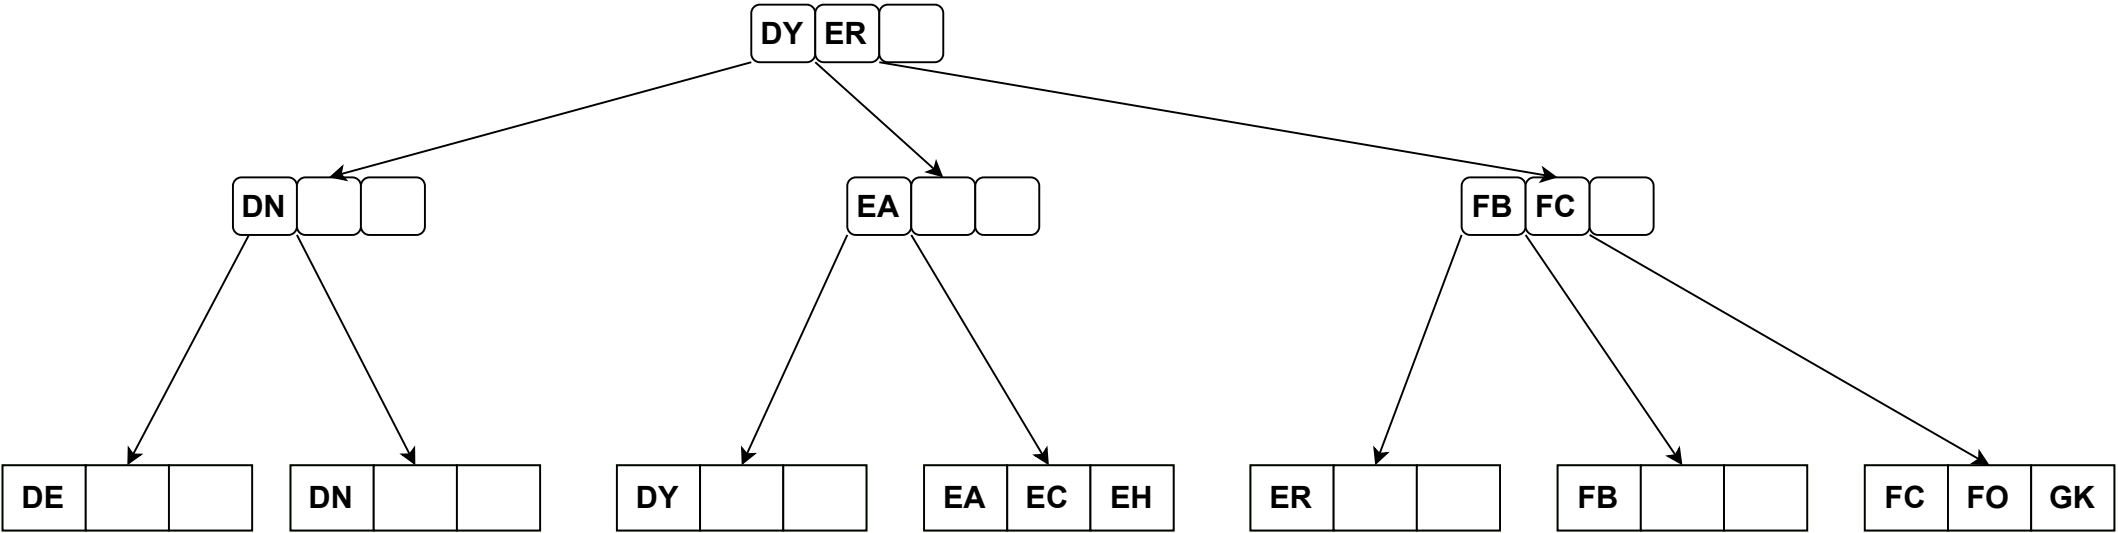 DY ER
DN
EA
FB FC
DE
DN
DY
EA EC EH
ER
FB
FC FO GK